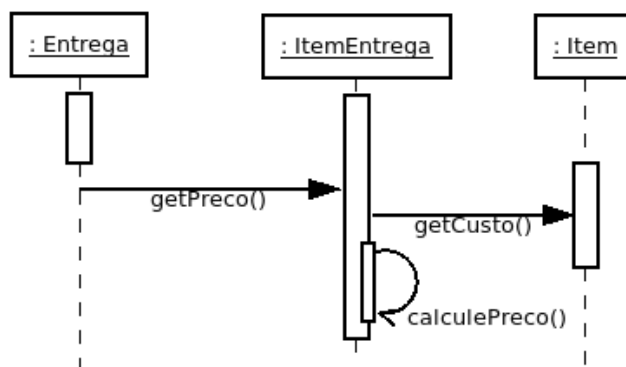 : Entrega
: ItemEntrega
: Item
getPreco()
getCusto()
calculePreco()